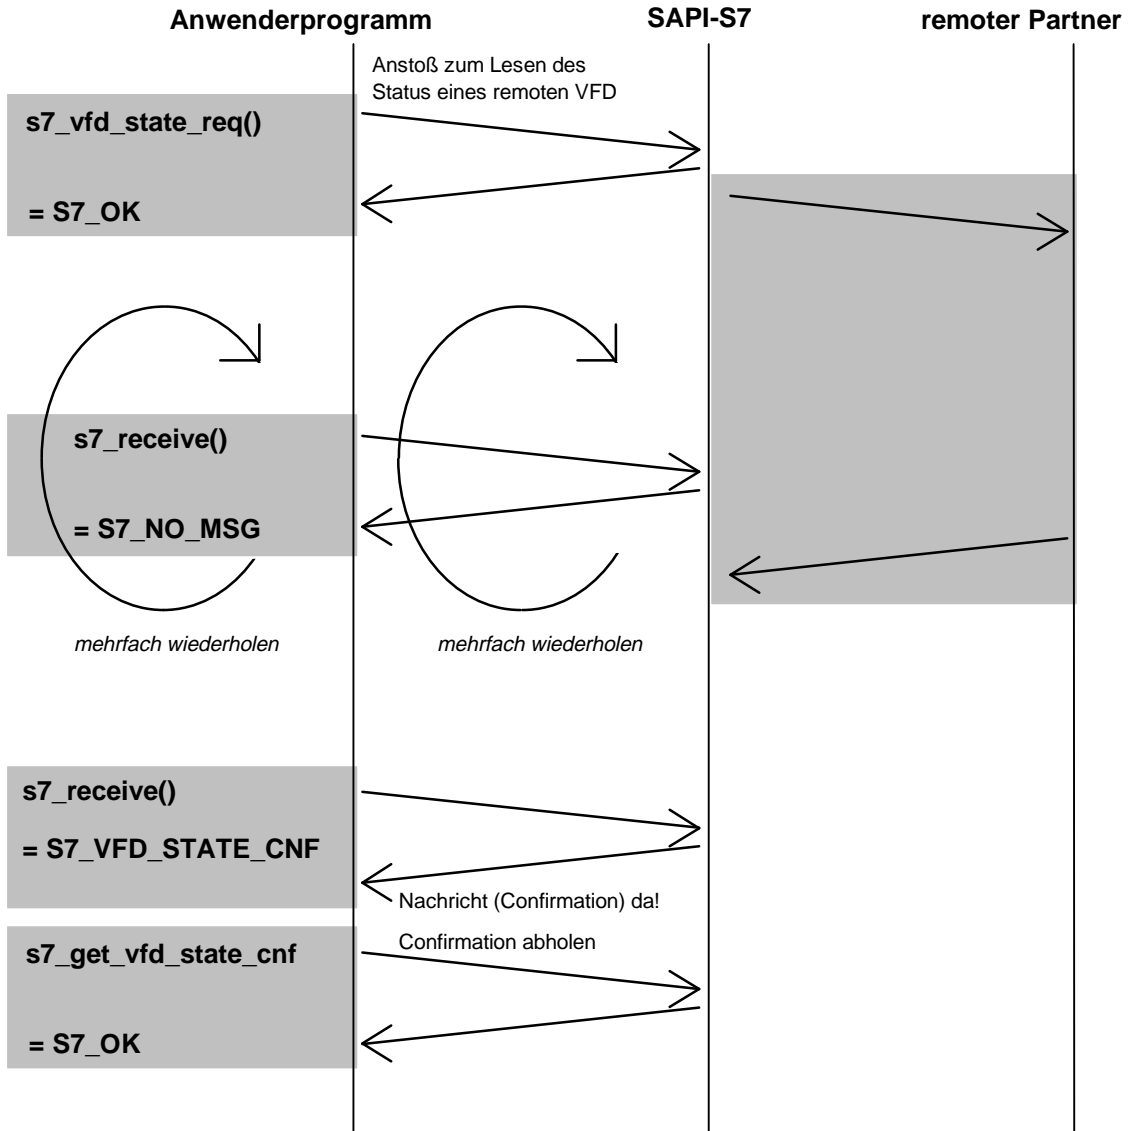 Anwenderprogramm
SAPI-S7
remoter Partner
Anstoß zum Lesen des
Status eines remoten VFD
s7_vfd_state_req()
= S7_OK
s7_receive()
= S7_NO_MSG
mehrfach wiederholen
mehrfach wiederholen
s7_receive()
= S7_VFD_STATE_CNF
Nachricht (Confirmation) da!
Confirmation abholen
s7_get_vfd_state_cnf
= S7_OK